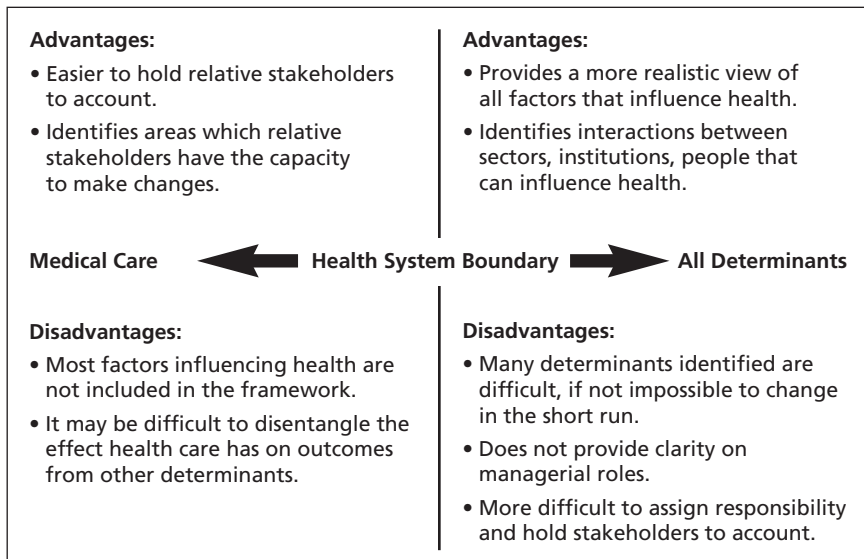 Advantages:
• Easier to hold relative stakeholders
to account.
• Identifies areas which relative
stakeholders have the capacity
to make changes.
Advantages:
• Provides a more realistic view of
all factors that influence health.
• Identifies interactions between
sectors, institutions, people that
can influence health.
Medical Care Health System Boundary All Determinants
Disadvantages:
• Most factors influencing health are
not included in the framework.
• It may be difficult to disentangle the
effect health care has on outcomes
from other determinants.
Disadvantages:
• Many determinants identified are
difficult, if not impossible to change
in the short run.
• Does not provide clarity on
managerial roles.
• More difficult to assign responsibility
and hold stakeholders to account.